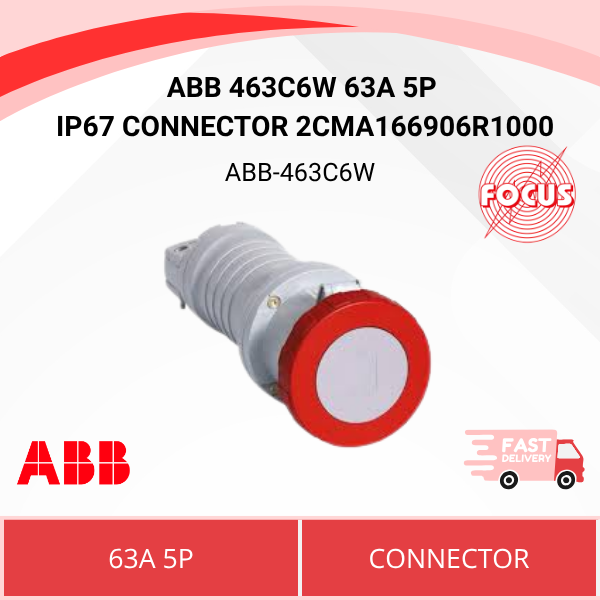 ABB 463C6W 63A 5P
IP67 CONNECTOR 2CMA166906R1000
ABB-463C6W
FOCUS
ABB
FAST
DELIVERY
63A 5P
CONNECTOR